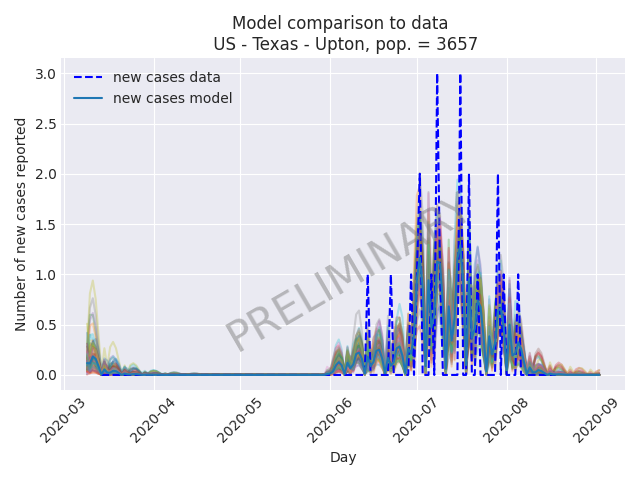 Model comparison to data
US - Texas - Upton, pop. = 3657
new cases data
new cases model
PRELIMINARY
Number of new cases reported
3.0
2.5
2.0
1.5
1.0
0.5
0.0
2020-03
2020-04
2020-05
2020-06
2020-07
2020-08
2020-09
Day